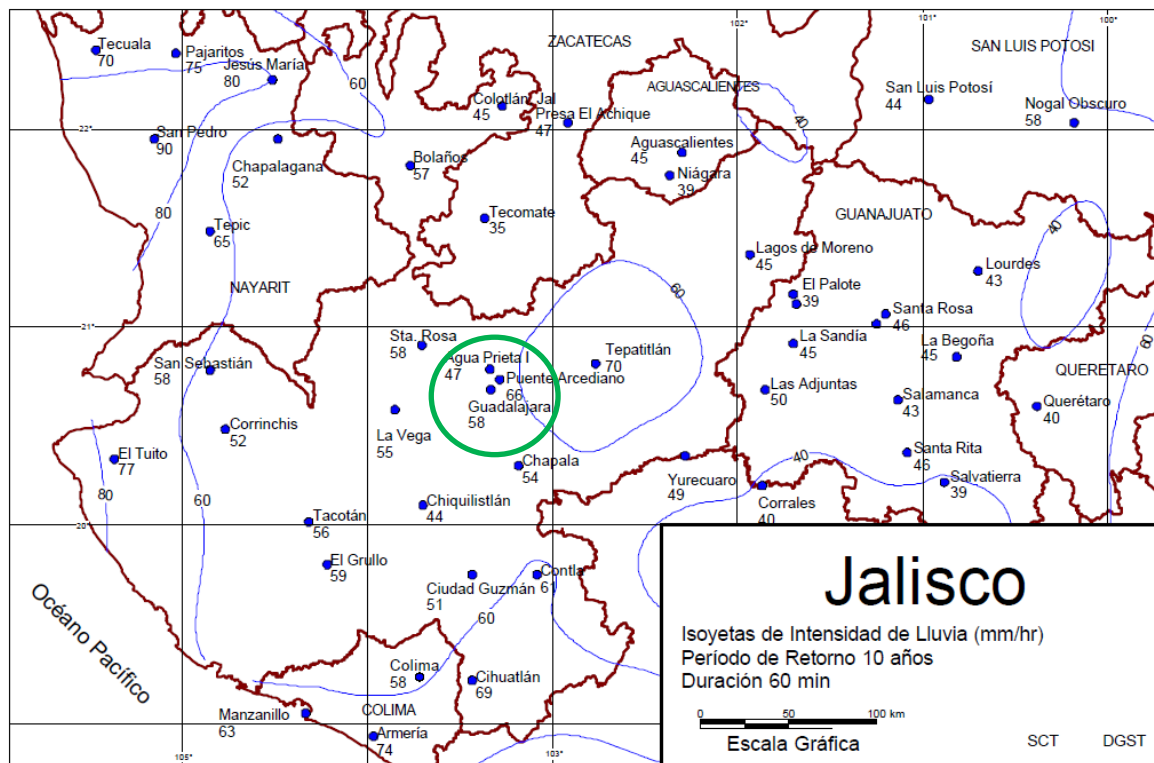 102°
101°
100°
Tecuala
70
Pajaritos
75
Jesús María
80
60
ZACATECAS
SAN LUIS POTOSI
AGUASCALIENTES
40
Colotlán, Jal
45
Presa El Achique
47
San Luis Potosí
44
Nogal Obscuro
58
22°
San Pedro
90
Chapalagana
52
Bolaños
57
Aguascalientes
45
Niágara
39
80
Tepic
65
Tecomate
35
GUANAJUATO
40
NAYARIT
Lagos de Moreno
45
Lourdes
43
60
El Palote
39
Santa Rosa
46
21°
Sta. Rosa
58
La Sandía
45
La Begoña
45
60
San Sebastián
58
Agua Prieta I
47
Puente Arcediano
66
Guadalajara
58
Tepatitlán
70
Las Adjuntas
50
QUERETARO
Salamanca
43
Querétaro
40
Corrinchis
52
La Vega
55
El Tuito
77
80
60
Chapala
54
Yurecuaro
49
40
Corrales
40
Santa Rita
46
Salvatierra
39
Chiquilistlán
44
20°
Tacotán
56
El Grullo
59
Ciudad Guzmán
51
Contla
61
60
Océano Pacífico
Colima
58
Cihuatlán
69
COLIMA
Manzanillo
63
Armería
74
105°
103°
Jalisco
Isoyetas de Intensidad de Lluvia (mm/hr)
Período de Retorno 10 años
Duración 60 min
0 50 100 km
Escala Gráfica
SCT DGST